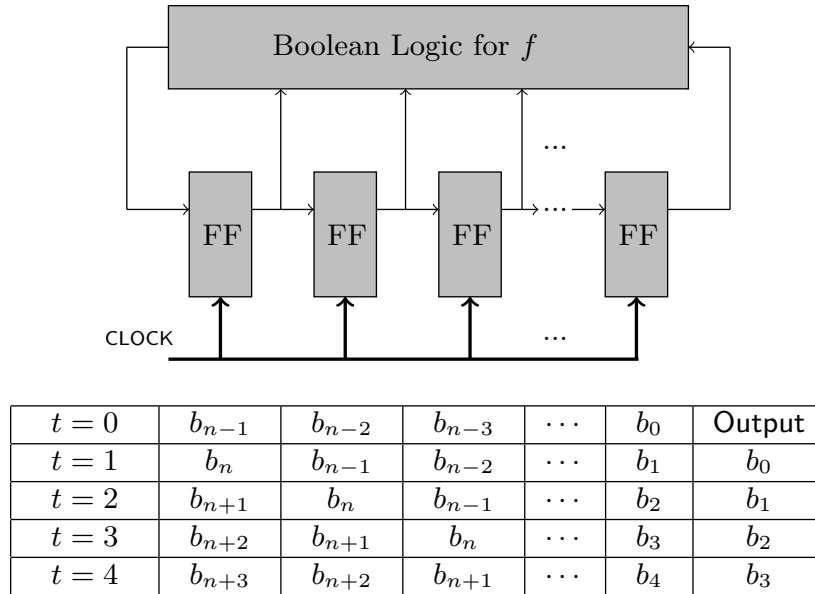 Boolean Logic for f
...
FF FF FF ... FF
CLOCK ...
t = 0 b_{n−1} b_{n−2} b_{n−3} ⋯ b_0 Output
t = 1 b_n b_{n−1} b_{n−2} ⋯ b_1 b_0
t = 2 b_{n+1} b_n b_{n−1} ⋯ b_2 b_1
t = 3 b_{n+2} b_{n+1} b_n ⋯ b_3 b_2
t = 4 b_{n+3} b_{n+2} b_{n+1} ⋯ b_4 b_3